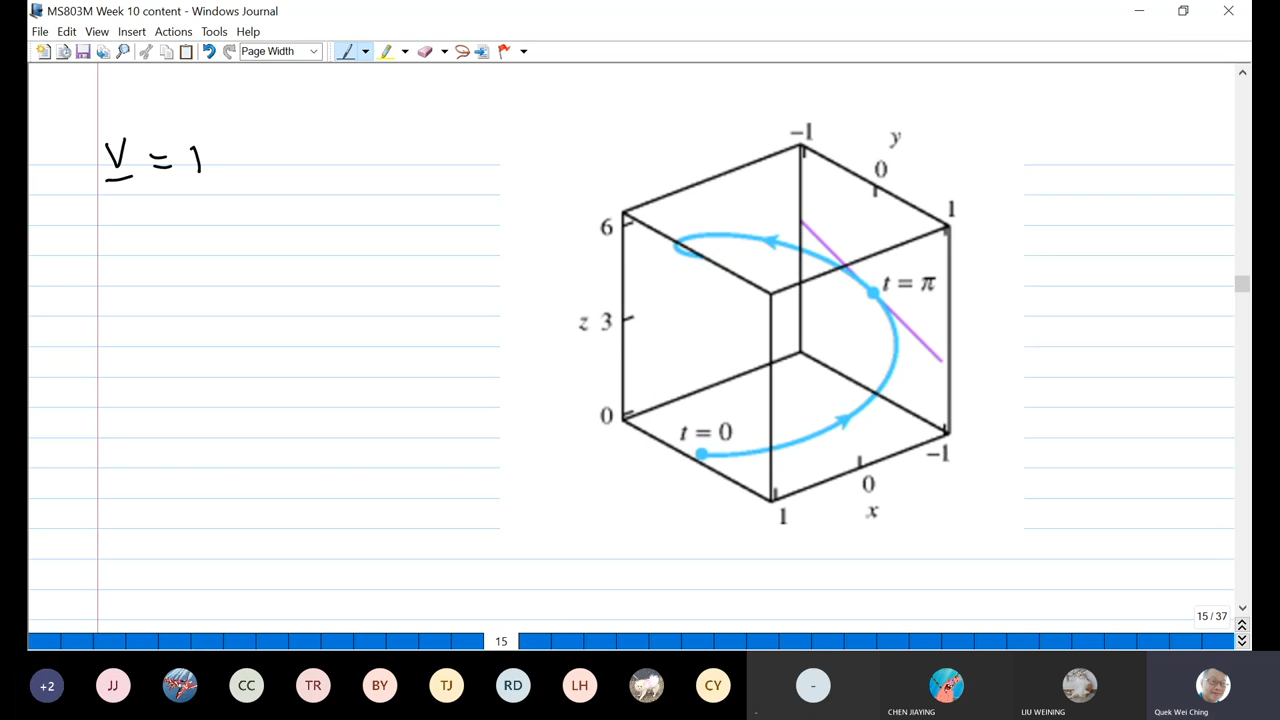 MS803M Week 10 content - Windows Journal
File Edit View Insert Actions Tools Help
Page Width
V = 1
-1
y
0
1
6
t = π
z 3
0
t = 0
-1
0
1
x
15 / 37
15
+2 JJ CC TR BY TJ RD LH CY -
- CHEN JIAYING LIU WEINING Quek Wei Ching